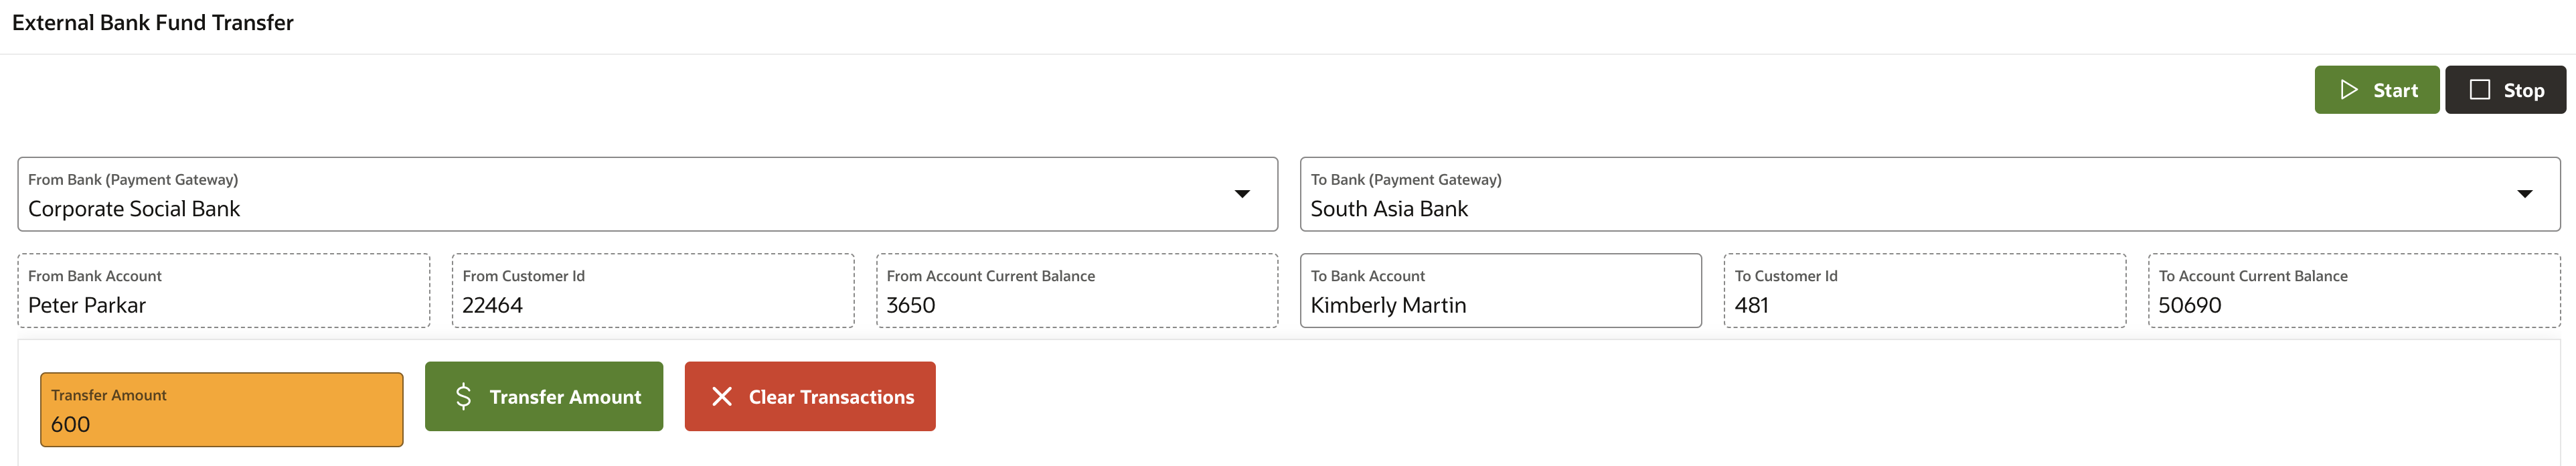 External Bank Fund Transfer
Start
Stop
From Bank (Payment Gateway)
Corporate Social Bank
To Bank (Payment Gateway)
South Asia Bank
From Bank Account
Peter Parkar
From Customer Id
22464
From Account Current Balance
3650
To Bank Account
Kimberly Martin
To Customer Id
481
To Account Current Balance
50690
Transfer Amount
600
$ Transfer Amount
Clear Transactions